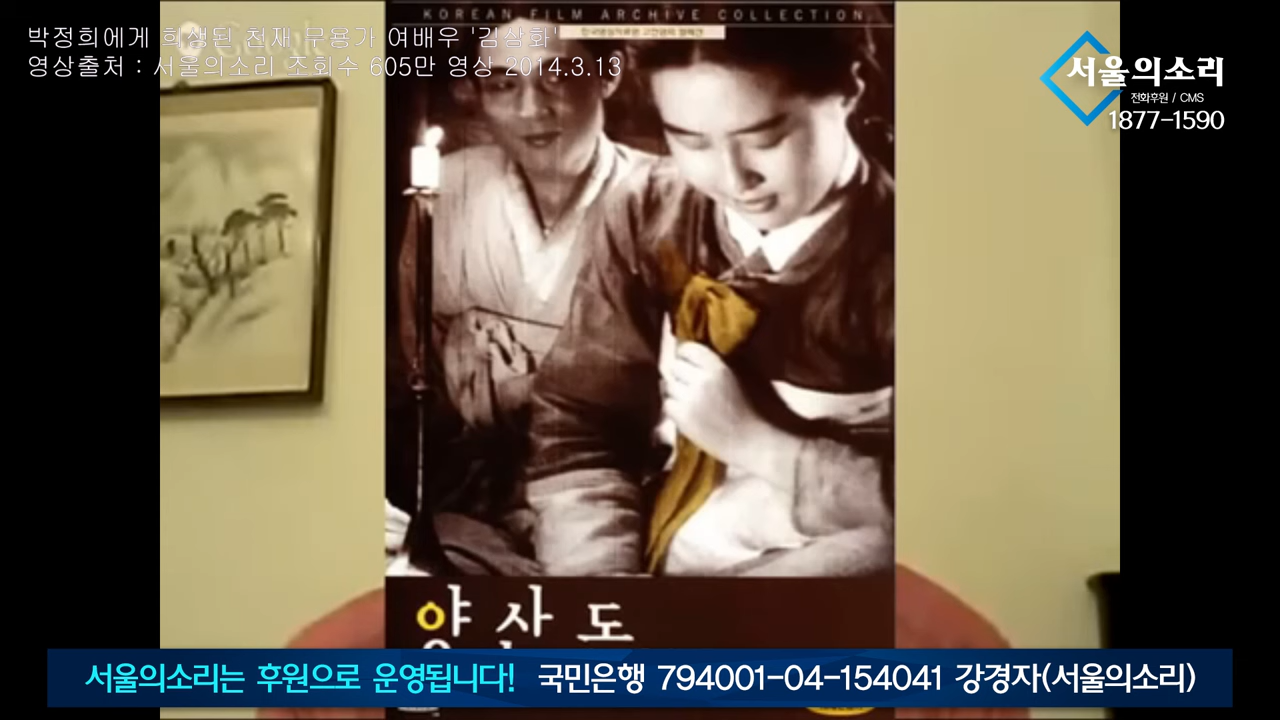 KOREAN FILM ARCHIVE COLLECTION.
박정희에게 희생된 천재 무용가 여배우 '김삼화'
영상출처 : 서울의소리 조회수 605만 영상 2014.3.13
서울의소리
전화후원 / CMS
1877-1590
양산도
서울의소리는 후원으로 운영됩니다! 국민은행 794001-04-154041 강경자(서울의소리)